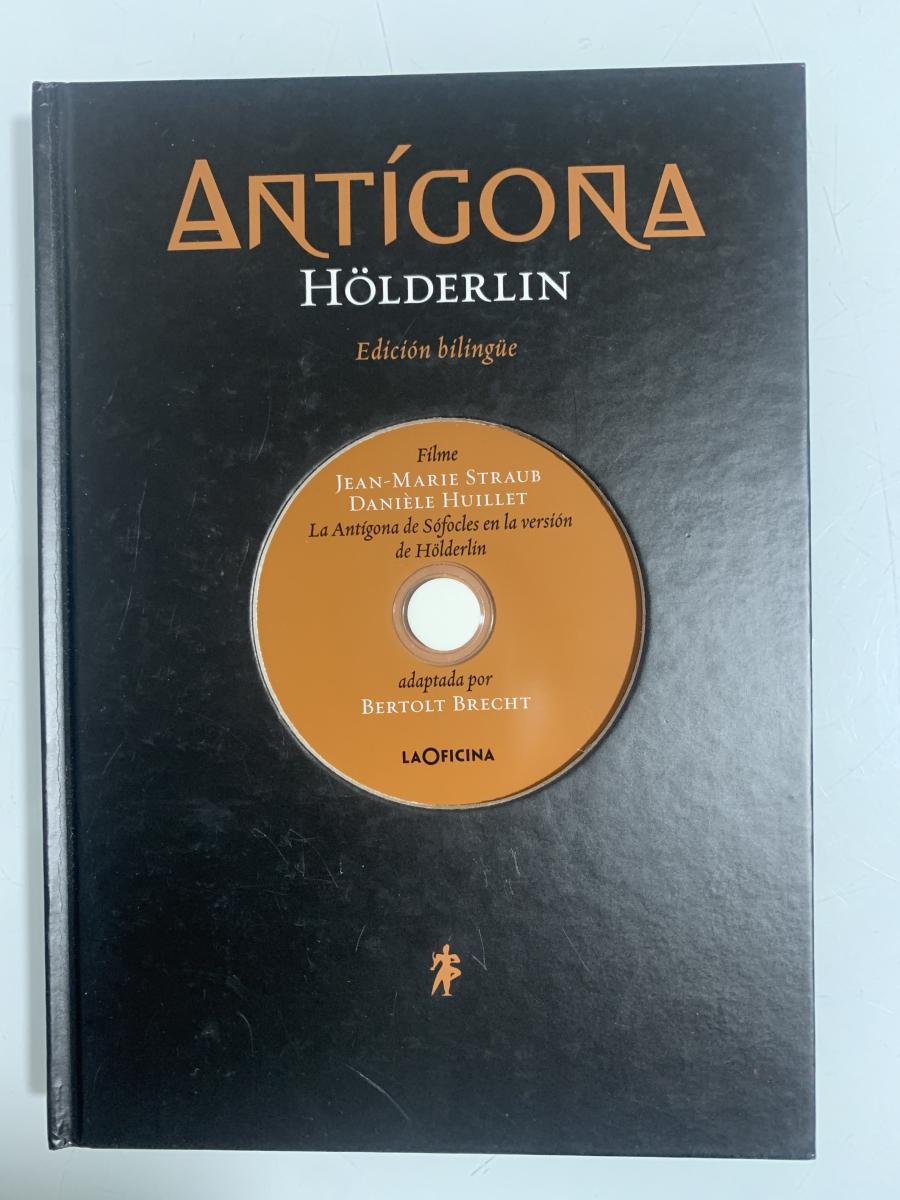 Antígona
Hölderlin
Edición bilingüe
Filme
Jean-Marie Straub
Danièle Huillet
La Antígona de Sófocles en la versión
de Hölderlin
adaptada por
Bertolt Brecht
LAOFICINA